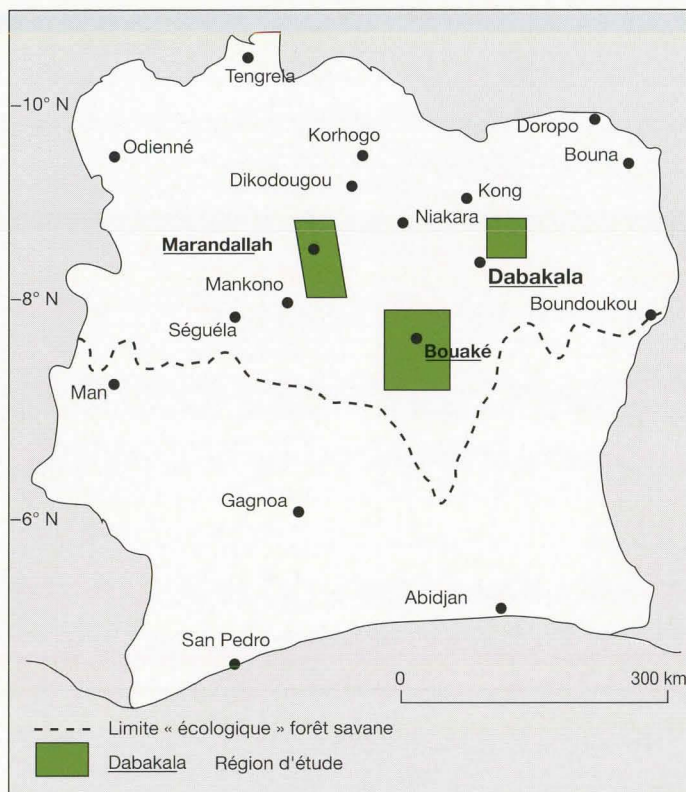 Tengrela
–10° N
Doropo
Odienné
Korhogo
Bouna
Dikodougou
Kong
Niakara
Marandallah
Dabakala
Mankono
–8° N
Boundoukou
Séguéla
Bouaké
Man
Gagnoa
–6° N
Abidjan
San Pedro
0 300 km
Limite « écologique » forêt savane
Dabakala Région d'étude